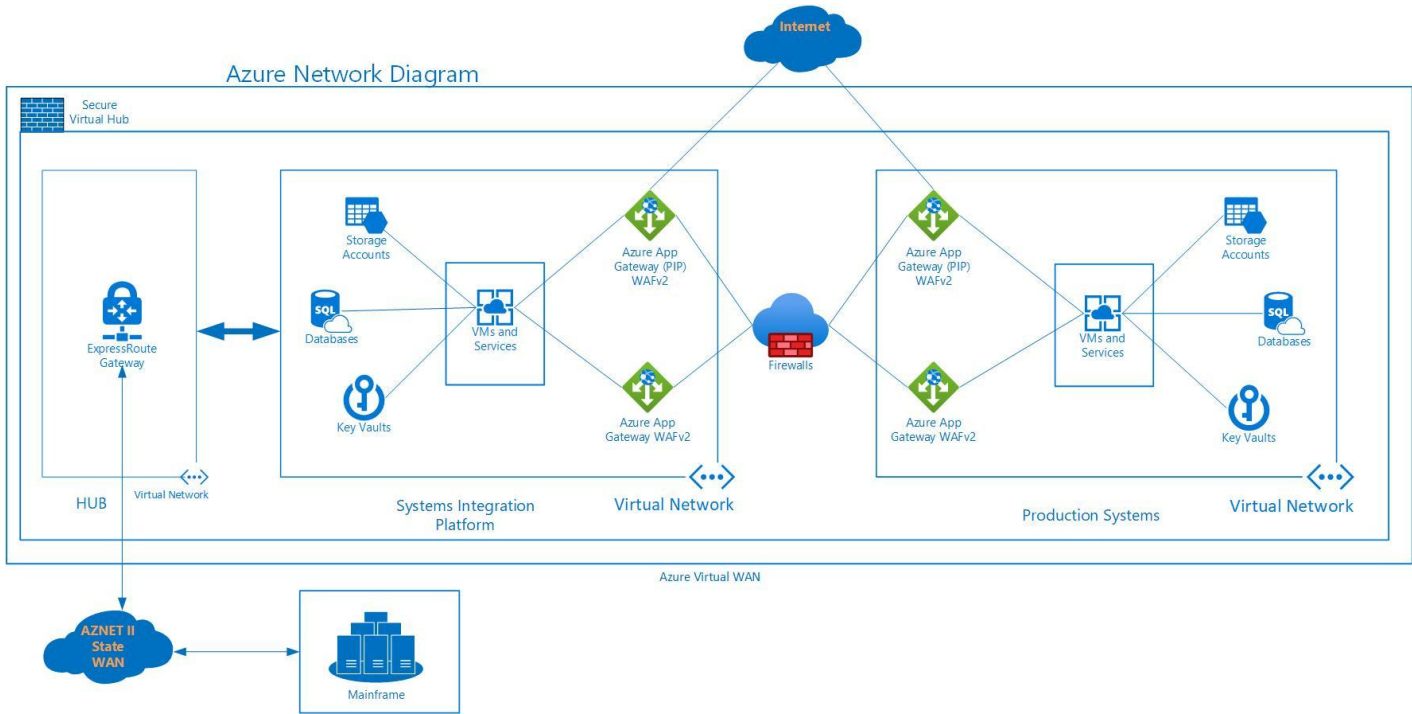 Internet
Azure Network Diagram
Secure
Virtual Hub
Storage
Accounts
SQL
Databases
Key Vaults
VMs and
Services
Azure App
Gateway (PIP)
WAFv2
Azure App
Gateway WAFv2
Firewalls
Azure App
Gateway (PIP)
WAFv2
Azure App
Gateway WAFv2
VMs and
Services
Storage
Accounts
SQL
Databases
Key Vaults
ExpressRoute
Gateway
Virtual Network
HUB
Systems Integration
Platform
Virtual Network
Production Systems
Virtual Network
Azure Virtual WAN
AZNET II
State
WAN
Mainframe